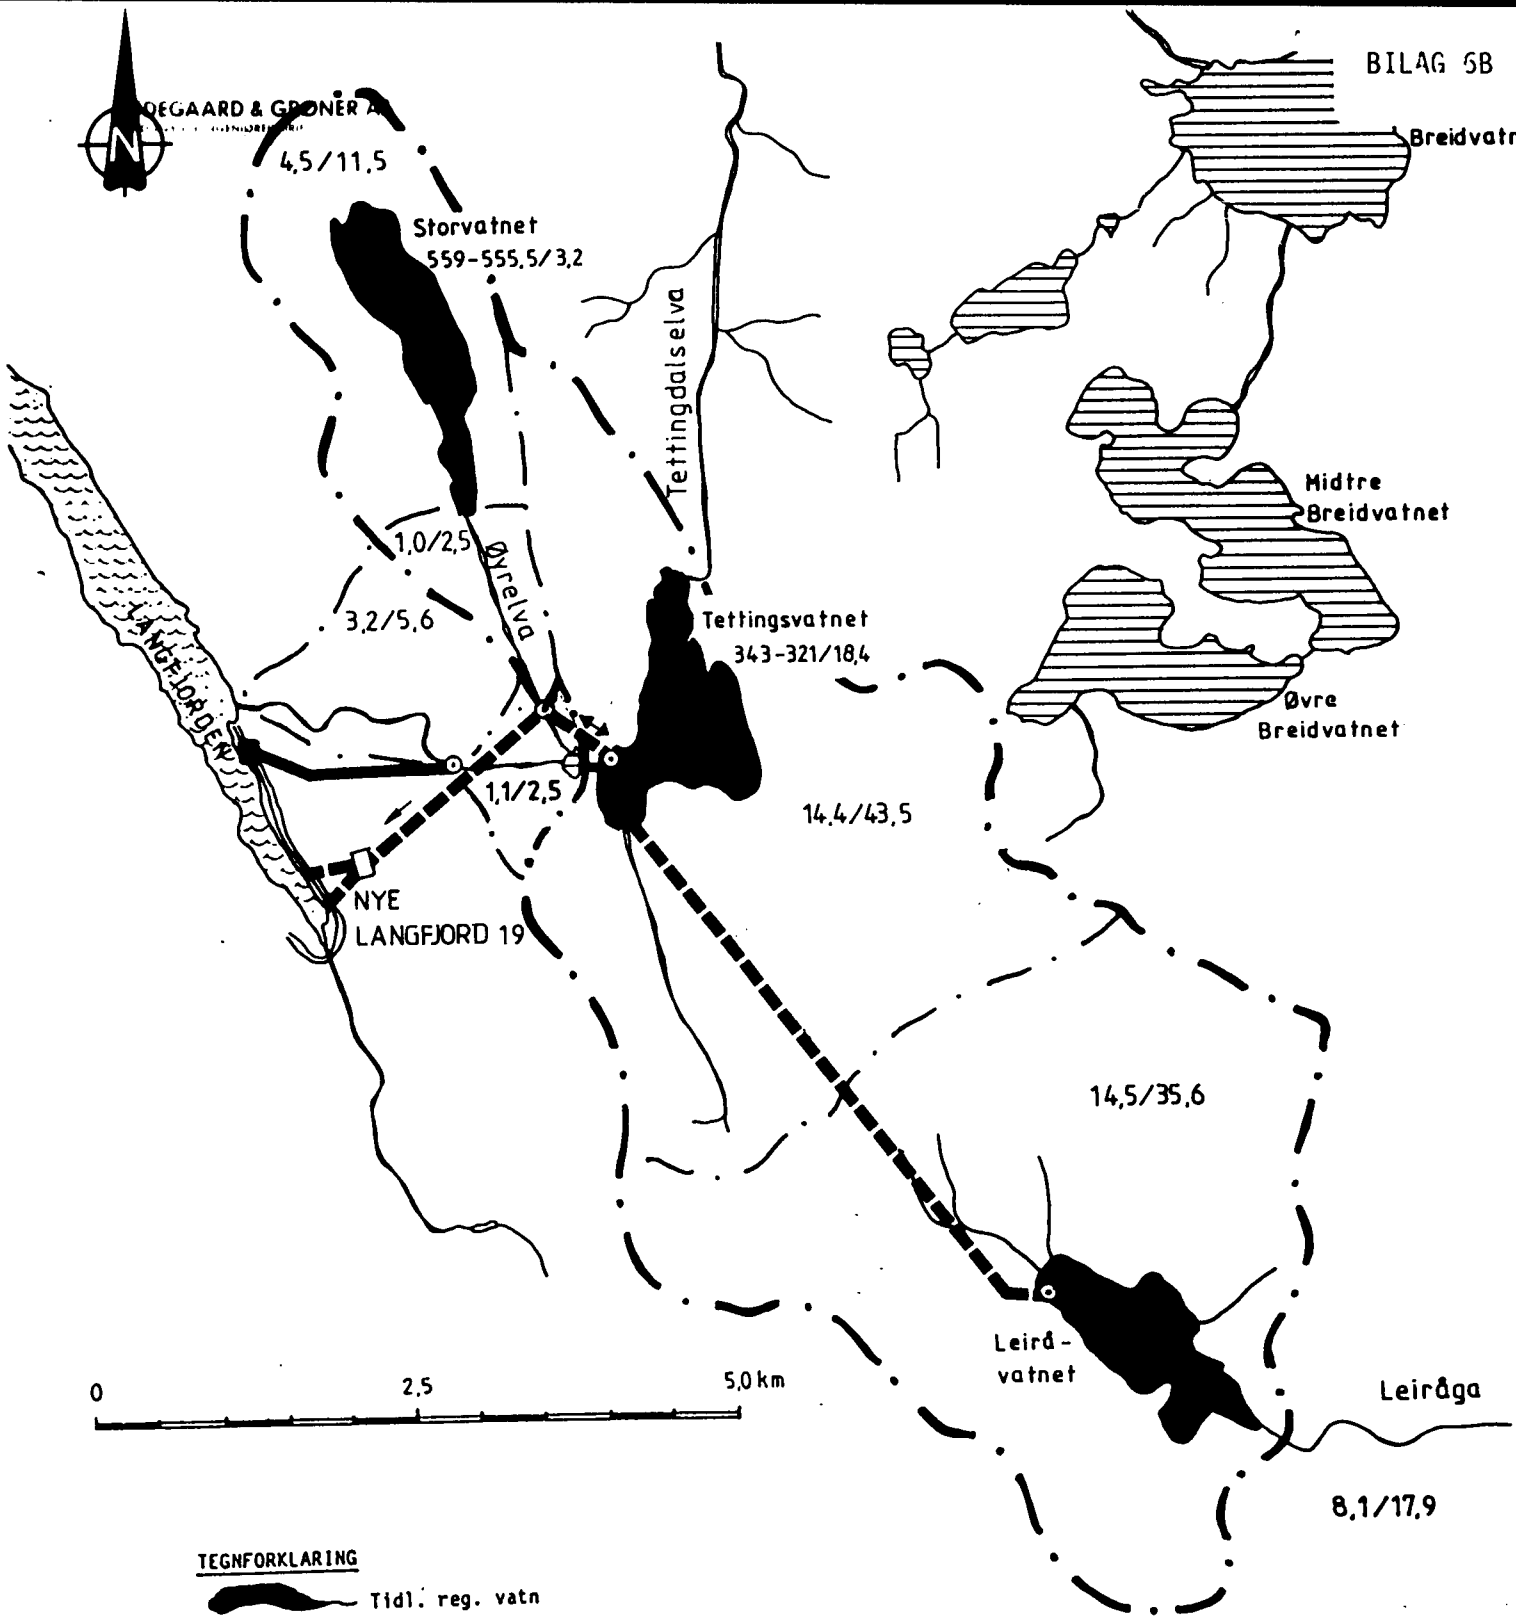 BILAG 6B
DEGAARD & GRØNER A
N
4,5/11,5
Breidvatn
Storvatnet
559-555,5/3,2
Tettingdalselva
Midtre
Breidvatnet
1,0/2,5
Øyrelva
3,2/5,6
Tettingsvatnet
343-321/18,4
LANGFJORDEN
Øvre
Breidvatnet
1,1/2,5
14,4/43,5
NYE
LANGFJORD 19
14,5/35,6
Leirå-
vatnet
0 2,5 5,0 km
Leiråga
8,1/17,9
TEGNFORKLARING
Tidl. reg. vatn